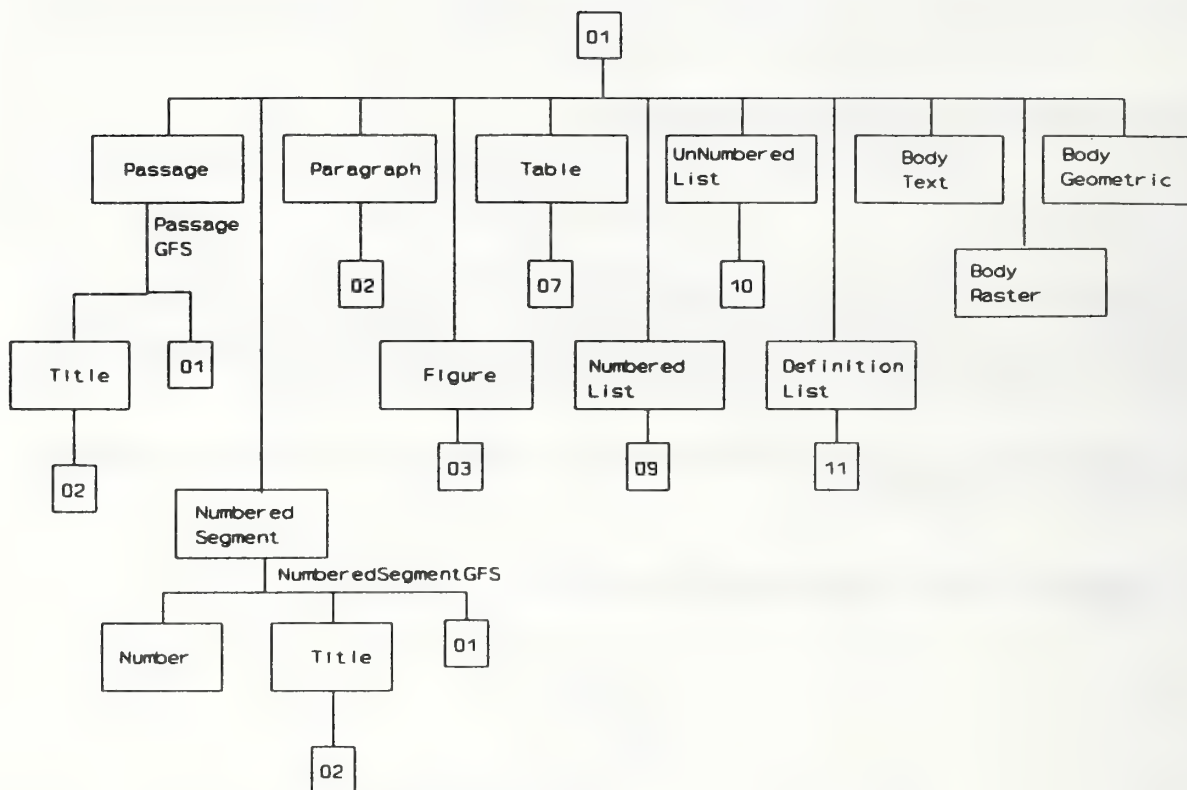 01
Passage
Paragraph
Table
UnNumbered
List
Body
Text
Body
Geometric
Passage
GFS
02
07
10
Body
Raster
Title
01
Figure
Numbered
List
Definition
List
02
03
09
11
Numbered
Segment
NumberedSegmentGFS
Number
Title
01
02